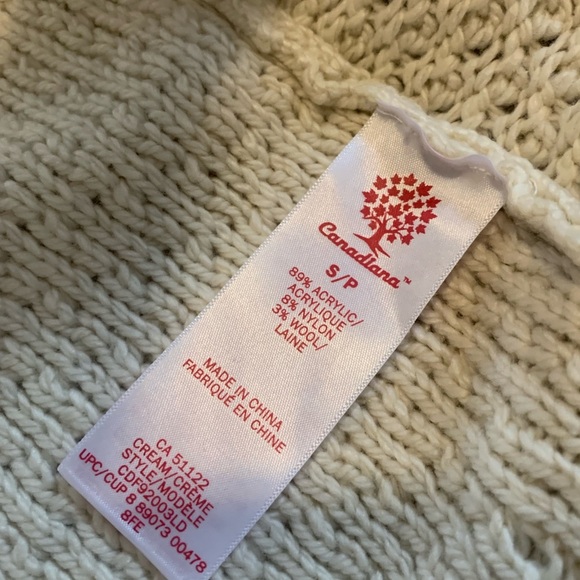 Canadiana™
S/P
89% ACRYLIC/
ACRYLIQUE
8% NYLON
3% WOOL/
LAINE
MADE IN CHINA
FABRIQUÉ EN CHINE
CA 51122
CREAM/CRÈME
STYLE/MODÈLE
CDF92003LD
UPC/CUP 8 89073 00478
8FE